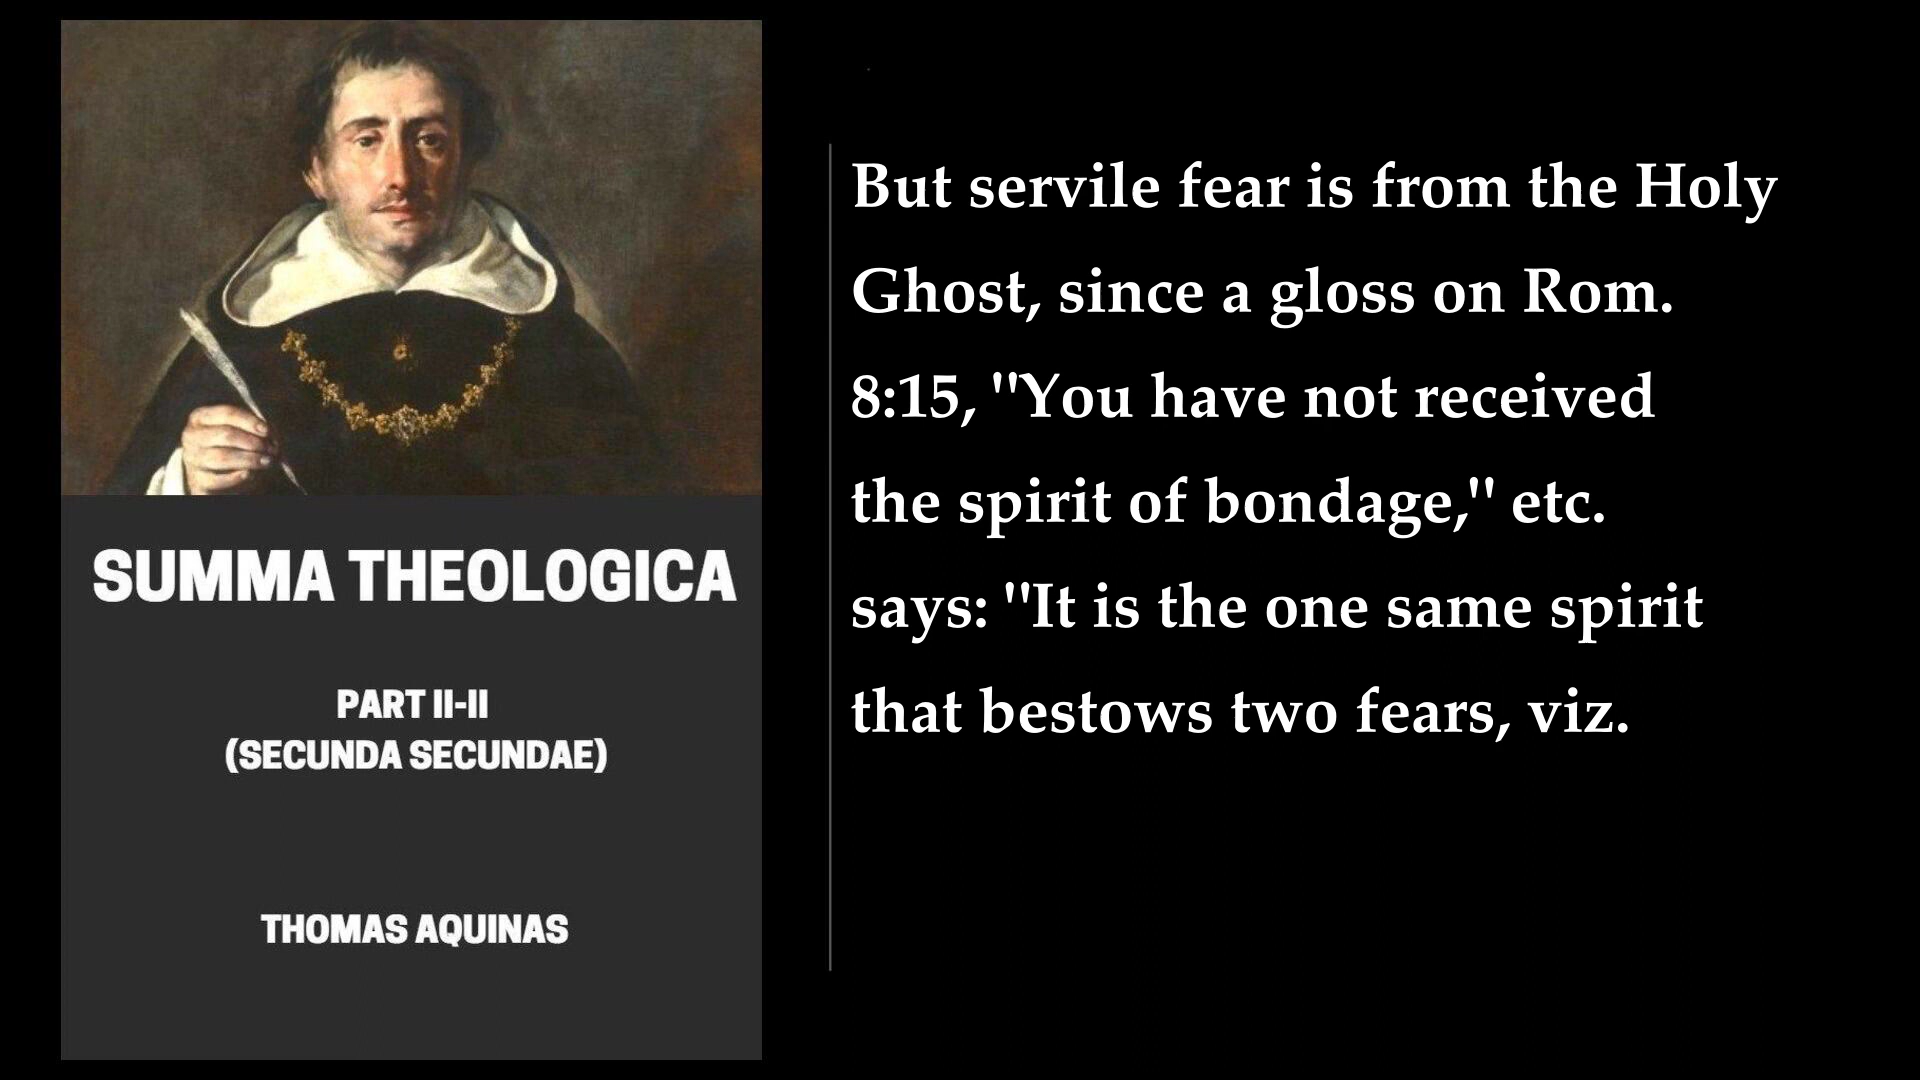 SUMMA THEOLOGICA
PART II-II
(SECUNDA SECUNDAE)
THOMAS AQUINAS
But servile fear is from the Holy
Ghost, since a gloss on Rom.
8:15, "You have not received
the spirit of bondage," etc.
says: "It is the one same spirit
that bestows two fears, viz.